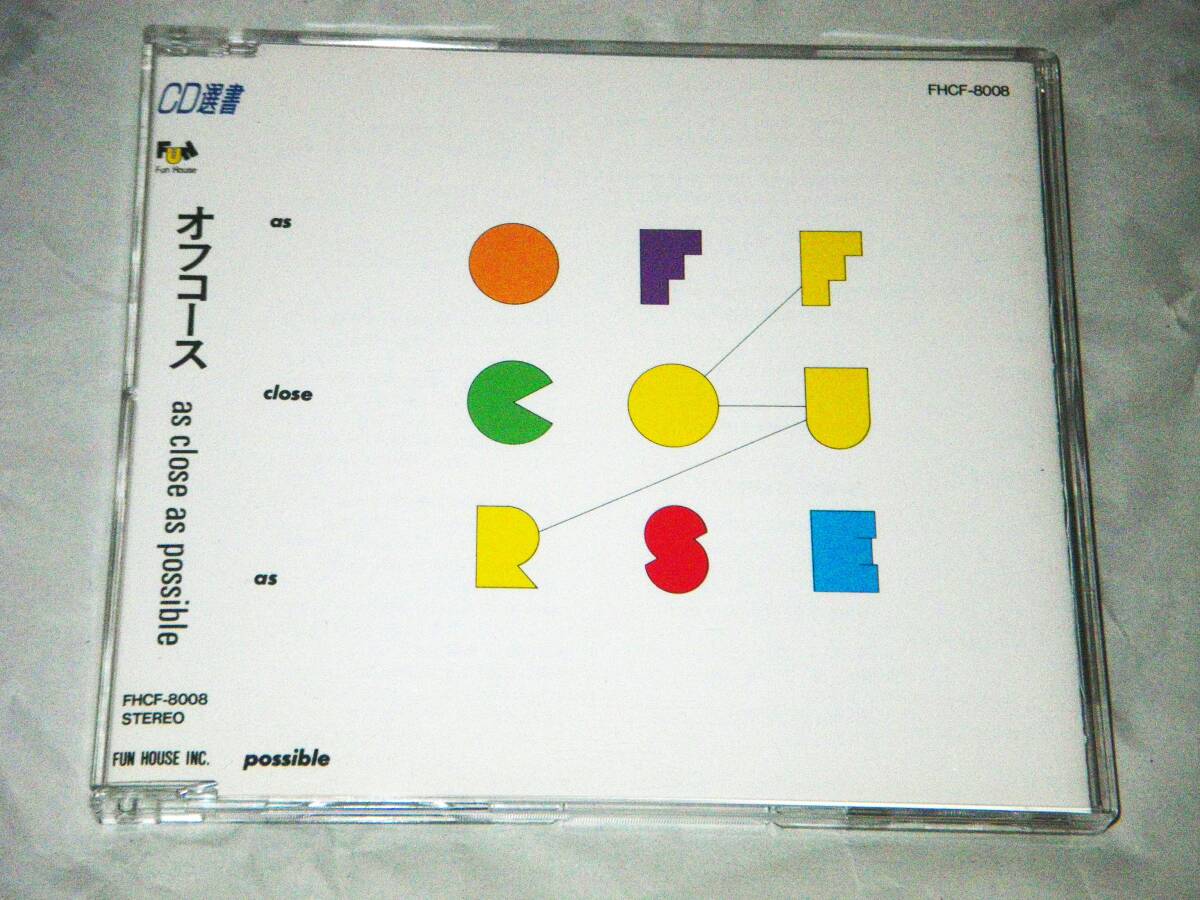 CD選書
FUN
Fun House
オフコース as close as possible
FHCF-8008
STEREO
FUN HOUSE INC.
FHCF-8008
as
close
as
possible
OFF
COU
RSE